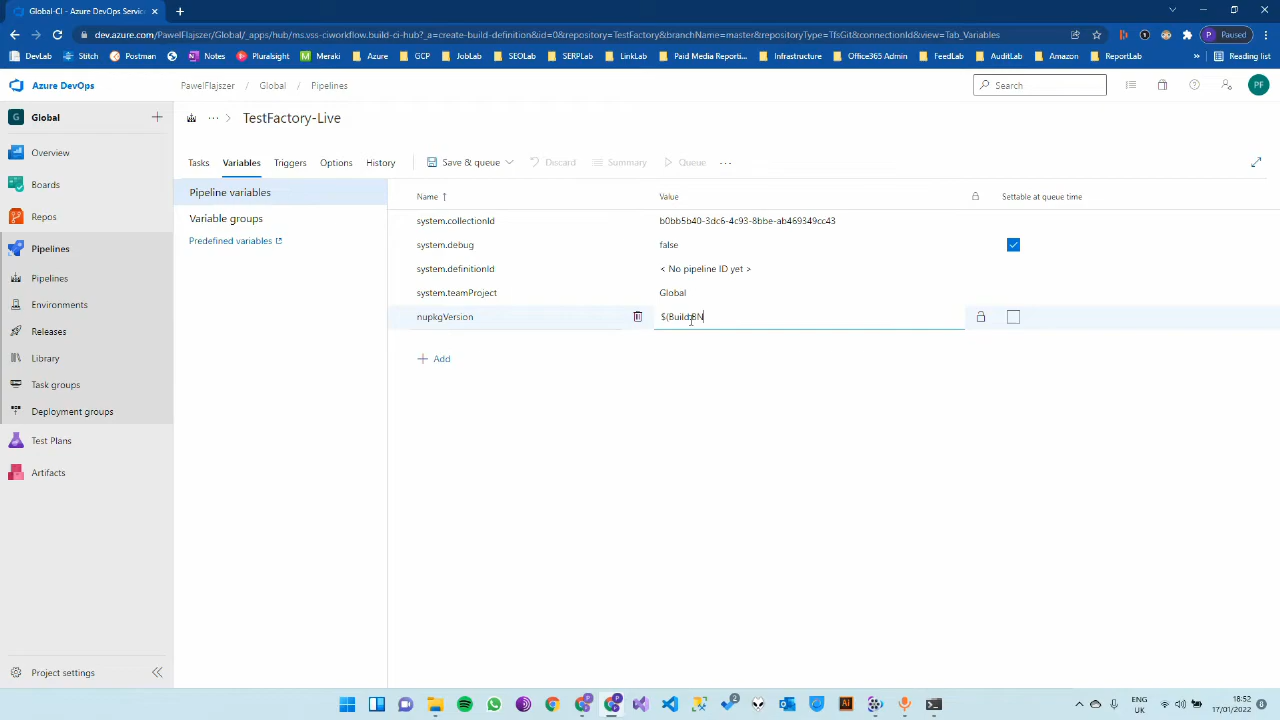 Global-CI - Azure DevOps Servic
dev.azure.com/PawelFlajszer/Global/_apps/hub/ms.vss-ciworkflow.build-ci-hub?_a=create-build-definition&id=0&repository=TestFactory&branchName=master&repositoryType=TfsGit&connectionId&view=Tab_Variables
P Paused
DevLab Stitch Postman Notes Pluralsight Meraki Azure GCP JobLab SEOLab SERPLab LinkLab Paid Media Reporti... Infrastructure Office365 Admin FeedLab AuditLab Amazon ReportLab » Reading list
Azure DevOps PawelFlajszer / Global / Pipelines Search PF
G Global
··· > TestFactory-Live
Overview
Boards
Repos
Pipelines
Pipelines
Environments
Releases
Library
Task groups
Deployment groups
Test Plans
Artifacts
Project settings
Tasks Variables Triggers Options History Save & queue Discard Summary Queue ···
Pipeline variables
Variable groups
Predefined variables
Name Value Settable at queue time
system.collectionId b0bb5b40-3dc6-4c93-8bbe-ab469349cc43
system.debug false
system.definitionId < No pipeline ID yet >
system.teamProject Global
nupkgVersion $(Build.BN
Add
2
Ai
ENG
UK
18:52
17/01/2022